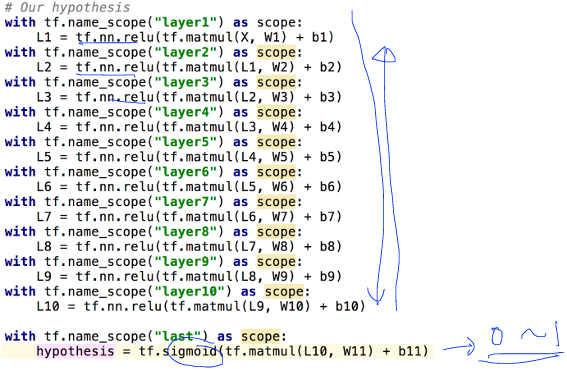 # Our hypothesis
with tf.name_scope("layer1") as scope:
    L1 = tf.nn.relu(tf.matmul(X, W1) + b1)
with tf.name_scope("layer2") as scope:
    L2 = tf.nn.relu(tf.matmul(L1, W2) + b2)
with tf.name_scope("layer3") as scope:
    L3 = tf.nn.relu(tf.matmul(L2, W3) + b3)
with tf.name_scope("layer4") as scope:
    L4 = tf.nn.relu(tf.matmul(L3, W4) + b4)
with tf.name_scope("layer5") as scope:
    L5 = tf.nn.relu(tf.matmul(L4, W5) + b5)
with tf.name_scope("layer6") as scope:
    L6 = tf.nn.relu(tf.matmul(L5, W6) + b6)
with tf.name_scope("layer7") as scope:
    L7 = tf.nn.relu(tf.matmul(L6, W7) + b7)
with tf.name_scope("layer8") as scope:
    L8 = tf.nn.relu(tf.matmul(L7, W8) + b8)
with tf.name_scope("layer9") as scope:
    L9 = tf.nn.relu(tf.matmul(L8, W9) + b9)
with tf.name_scope("layer10") as scope:
    L10 = tf.nn.relu(tf.matmul(L9, W10) + b10)
with tf.name_scope("last") as scope:
    hypothesis = tf.sigmoid(tf.matmul(L10, W11) + b11) → 0 ~ 1